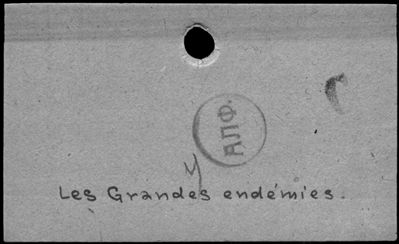 АПФ.
У
Les Grandes endémies.